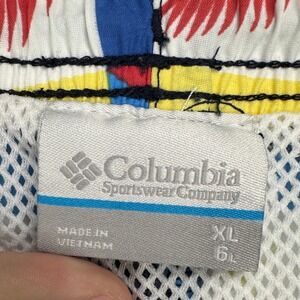 Columbia
Sportswear Company
MADE IN
VIETNAM
XL
6L